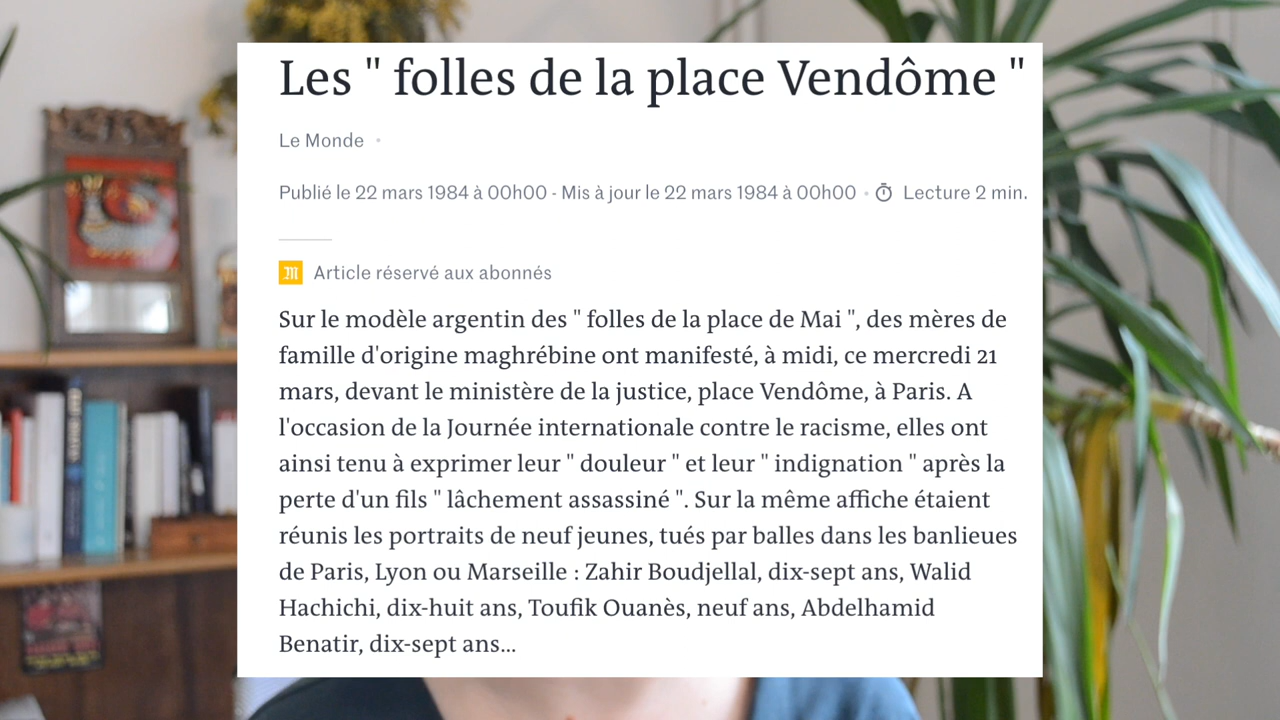 Les " folles de la place Vendôme "
Le Monde
Publié le 22 mars 1984 à 00h00 - Mis à jour le 22 mars 1984 à 00h00 • Lecture 2 min.
M Article réservé aux abonnés
Sur le modèle argentin des " folles de la place de Mai ", des mères de
famille d'origine maghrébine ont manifesté, à midi, ce mercredi 21
mars, devant le ministère de la justice, place Vendôme, à Paris. A
l'occasion de la Journée internationale contre le racisme, elles ont
ainsi tenu à exprimer leur " douleur " et leur " indignation " après la
perte d'un fils " lâchement assassiné ". Sur la même affiche étaient
réunis les portraits de neuf jeunes, tués par balles dans les banlieues
de Paris, Lyon ou Marseille : Zahir Boudjellal, dix-sept ans, Walid
Hachichi, dix-huit ans, Toufik Ouanès, neuf ans, Abdelhamid
Benatir, dix-sept ans...